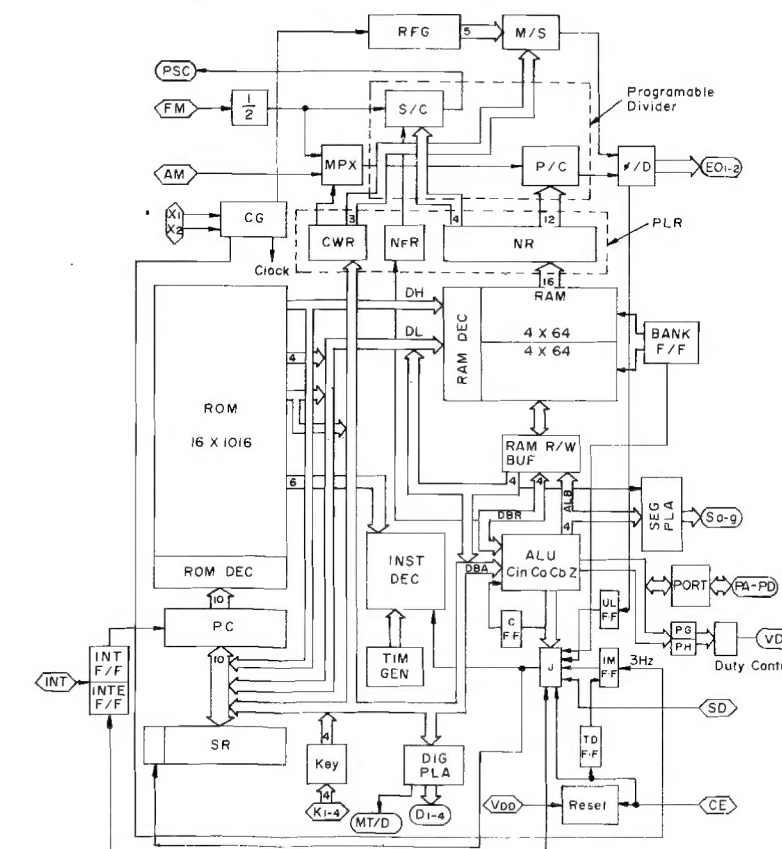 RFG
5
M/S
PSC
Programable
Divider
FM
1
2
S/C
MPX
P/C
ø/D
EO1-2
AM
X1
X2
CG
3
4
12
PLR
CWR
NFR
NR
Clock
16
DH
RAM
DL
RAM DEC
4 X 64
4 X 64
BANK
F/F
4
ROM
16 X 1016
RAM R/W
BUF
6
4
4
DBR
ALB
4
SEG
PLA
Sa-g
INST
DEC
DBA
ALU
Cin Co Cb Z
ROM DEC
10
PORT
PA-PD
PC
C
FF
UL
F·F
PG
PH
VD
Duty Cont
TIM
GEN
INT
INT
F/F
INTE
F/F
10
J
IM
F·F
3Hz
SD
SR
4
Key
4
K1-4
DIG
PLA
TD
F·F
MT/D
D1-4
VDD
Reset
CE